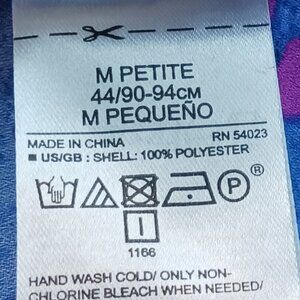 M PETITE
44/90-94CM
M PEQUEÑO
MADE IN CHINA RN 54023
■ US/GB : SHELL: 100% POLYESTER
P ®
I
1166
HAND WASH COLD/ ONLY NON-
CHLORINE BLEACH WHEN NEEDED/